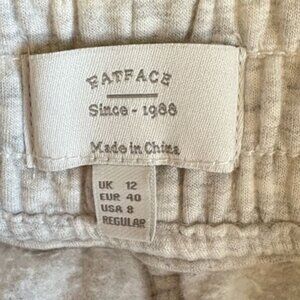 FATFACE
Since - 1988
Made in China
UK 12
EUR 40
USA 8
REGULAR